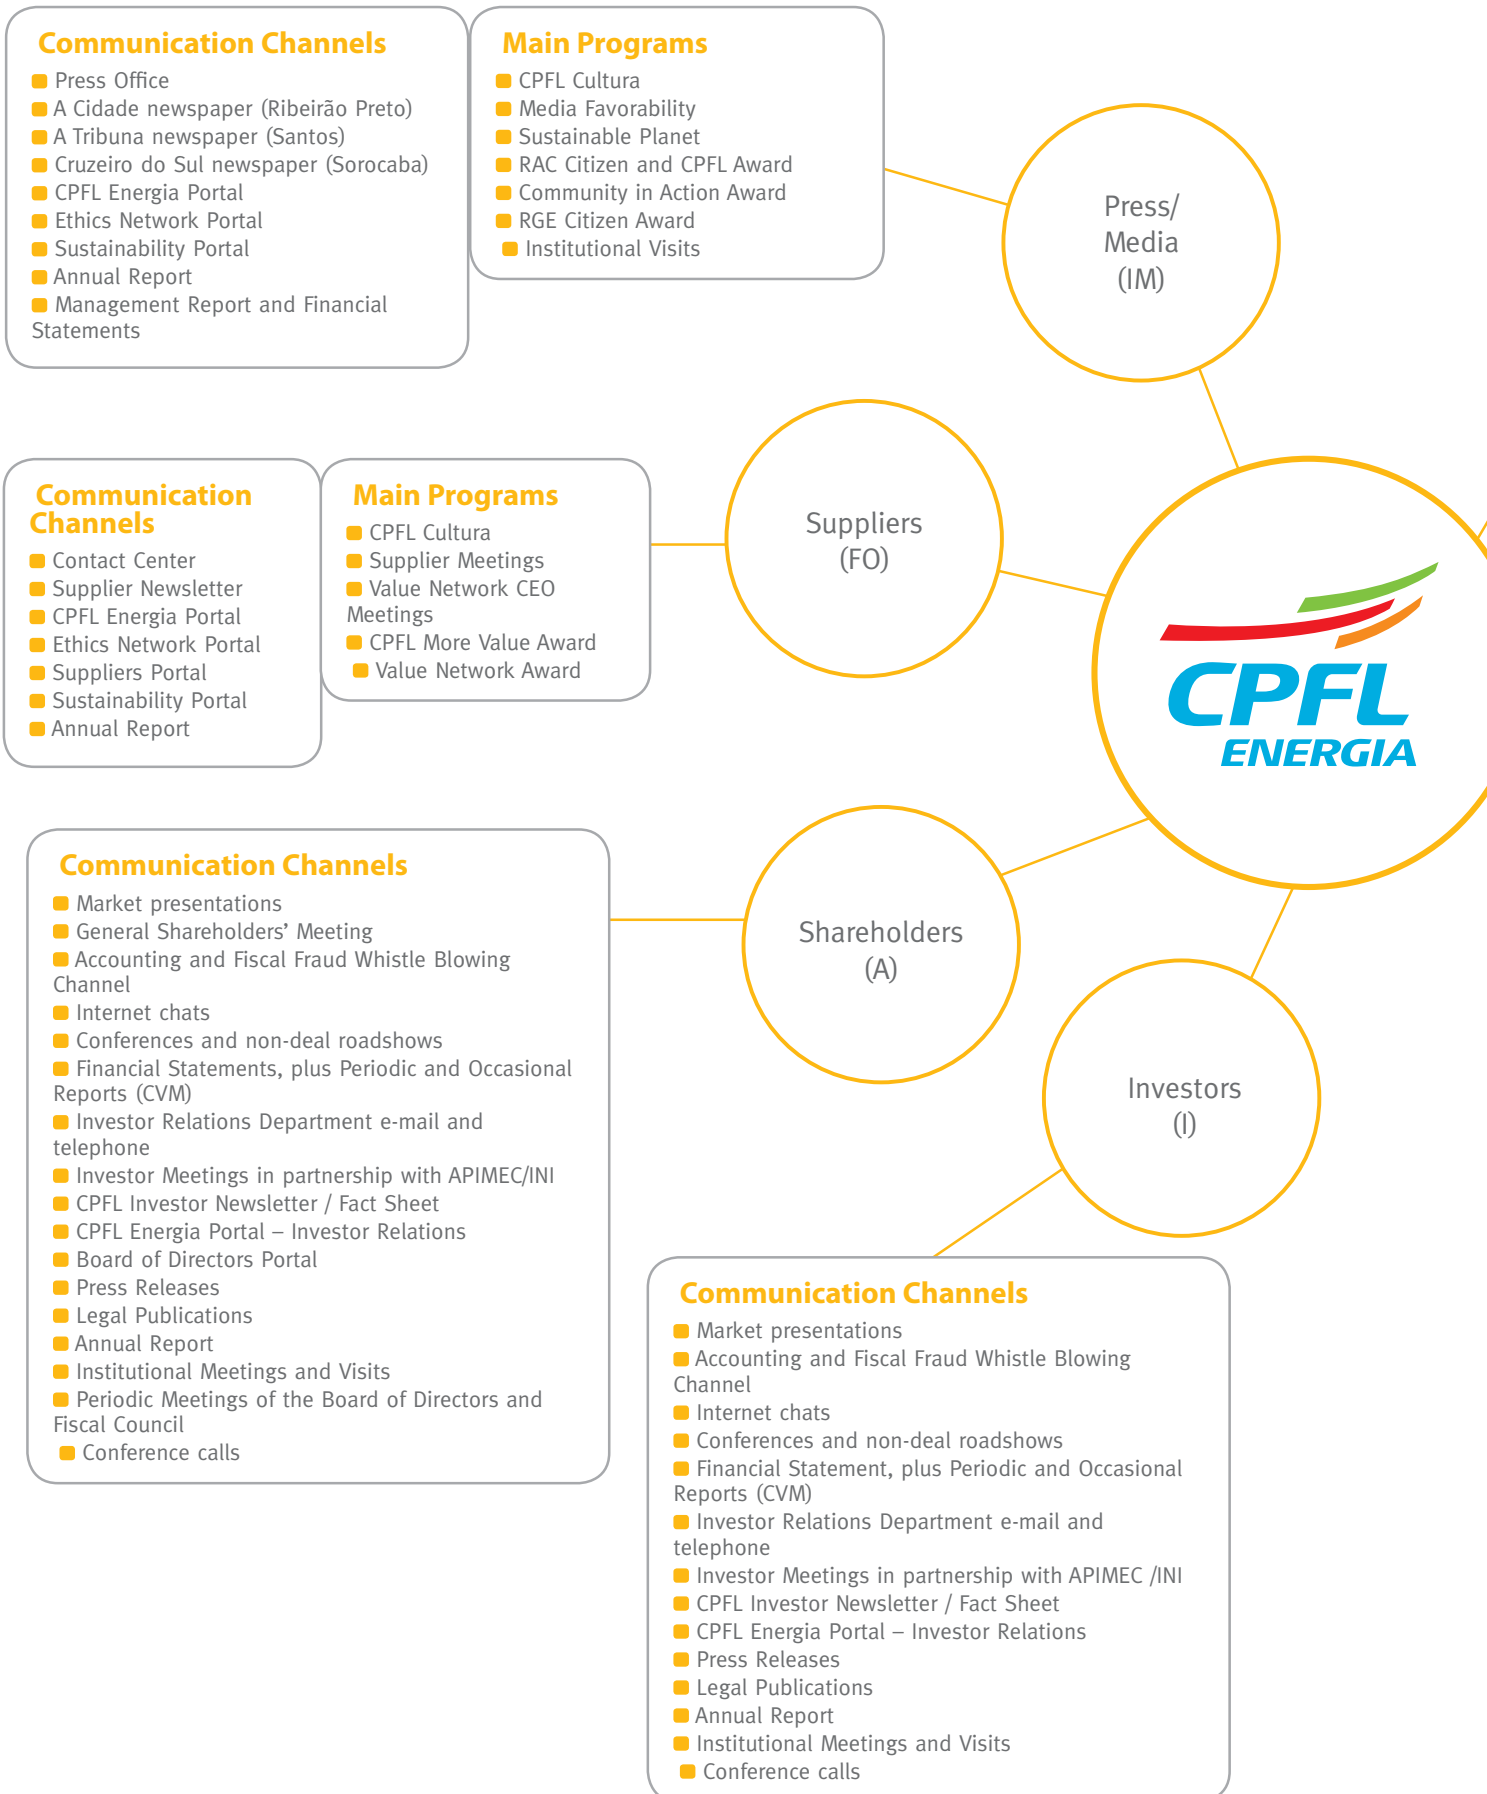 Communication Channels
Press Office
A Cidade newspaper (Ribeirão Preto)
A Tribuna newspaper (Santos)
Cruzeiro do Sul newspaper (Sorocaba)
CPFL Energia Portal
Ethics Network Portal
Sustainability Portal
Annual Report
Management Report and Financial
Statements
Main Programs
CPFL Cultura
Media Favorability
Sustainable Planet
RAC Citizen and CPFL Award
Community in Action Award
RGE Citizen Award
Institutional Visits
Press/
Media
(IM)
Communication
Channels
Contact Center
Supplier Newsletter
CPFL Energia Portal
Ethics Network Portal
Suppliers Portal
Sustainability Portal
Annual Report
Main Programs
CPFL Cultura
Supplier Meetings
Value Network CEO
Meetings
CPFL More Value Award
Value Network Award
Suppliers
(FO)
CPFL
ENERGIA
Communication Channels
Market presentations
General Shareholders’ Meeting
Accounting and Fiscal Fraud Whistle Blowing
Channel
Internet chats
Conferences and non-deal roadshows
Financial Statements, plus Periodic and Occasional
Reports (CVM)
Investor Relations Department e-mail and
telephone
Investor Meetings in partnership with APIMEC/INI
CPFL Investor Newsletter / Fact Sheet
CPFL Energia Portal – Investor Relations
Board of Directors Portal
Press Releases
Legal Publications
Annual Report
Institutional Meetings and Visits
Periodic Meetings of the Board of Directors and
Fiscal Council
Conference calls
Shareholders
(A)
Investors
(I)
Communication Channels
Market presentations
Accounting and Fiscal Fraud Whistle Blowing
Channel
Internet chats
Conferences and non-deal roadshows
Financial Statement, plus Periodic and Occasional
Reports (CVM)
Investor Relations Department e-mail and
telephone
Investor Meetings in partnership with APIMEC /INI
CPFL Investor Newsletter / Fact Sheet
CPFL Energia Portal – Investor Relations
Press Releases
Legal Publications
Annual Report
Institutional Meetings and Visits
Conference calls